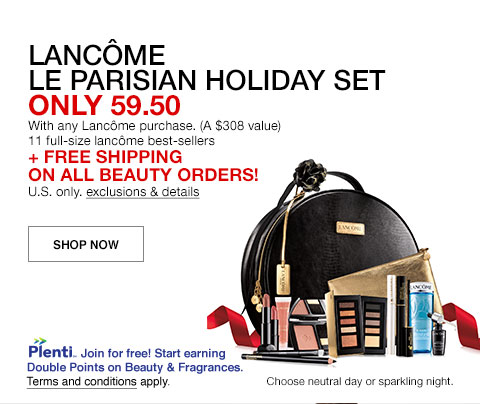 LANCÔME
LE PARISIAN HOLIDAY SET
ONLY 59.50
With any Lancôme purchase. (A $308 value)
11 full-size lancôme best-sellers
+ FREE SHIPPING
ON ALL BEAUTY ORDERS!
U.S. only. exclusions & details
SHOP NOW
LANCÔME
LANCÔME
Plenti™ Join for free! Start earning
Double Points on Beauty & Fragrances.
Terms and conditions apply.
Choose neutral day or sparkling night.